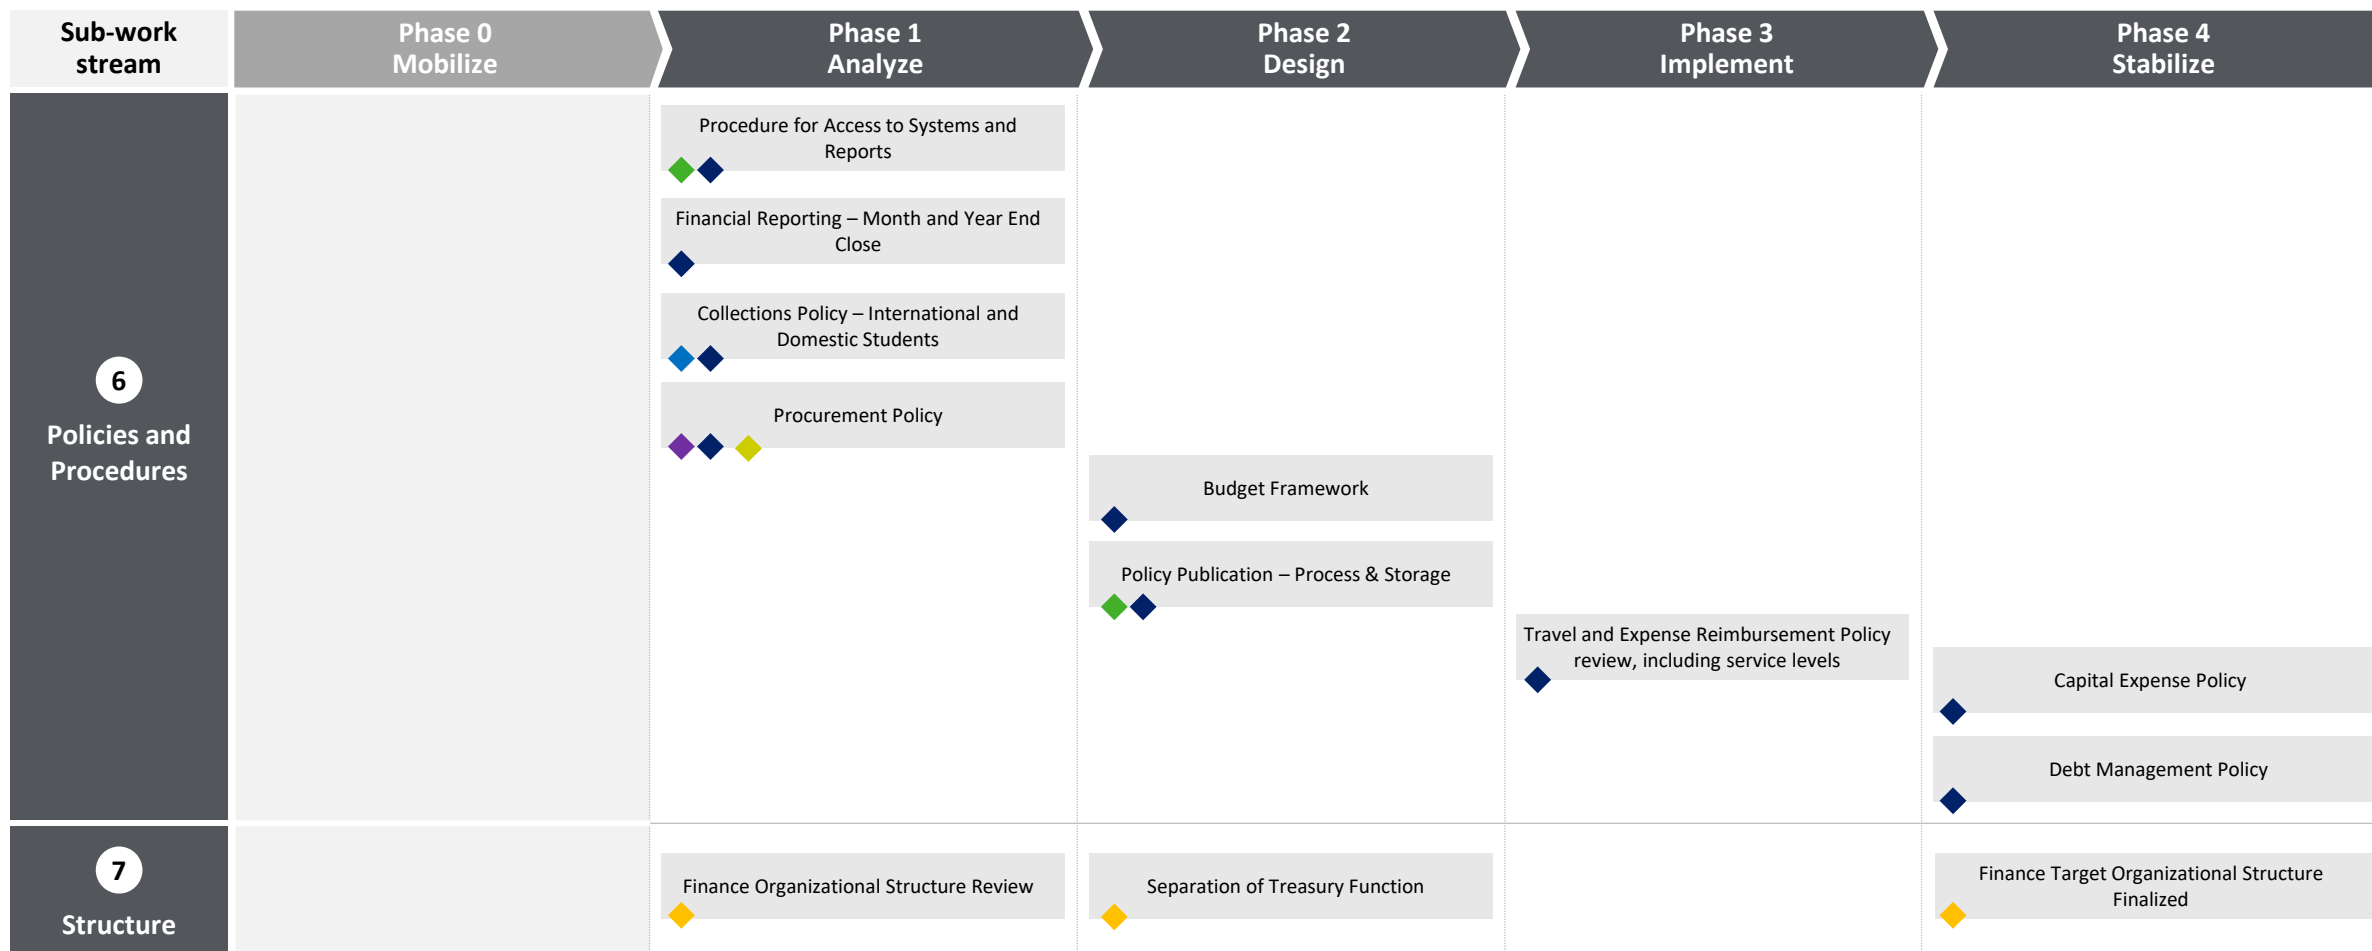 Sub-work
stream
Phase 0
Mobilize
Phase 1
Analyze
Phase 2
Design
Phase 3
Implement
Phase 4
Stabilize
6
Policies and
Procedures
Procedure for Access to Systems and
Reports
Financial Reporting – Month and Year End
Close
Collections Policy – International and
Domestic Students
Procurement Policy
Budget Framework
Policy Publication – Process & Storage
Travel and Expense Reimbursement Policy
review, including service levels
Capital Expense Policy
Debt Management Policy
7
Structure
Finance Organizational Structure Review
Separation of Treasury Function
Finance Target Organizational Structure
Finalized